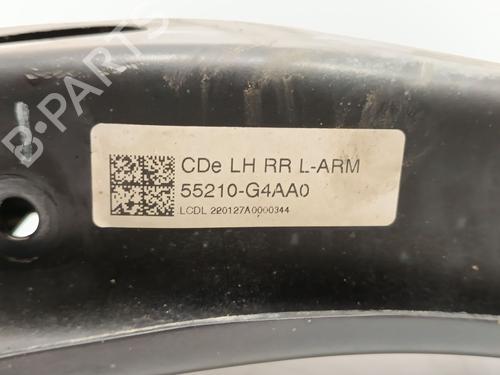 B-PARTS
CDe LH RR L-ARM
55210-G4AA0
LCDL 220127A0000344